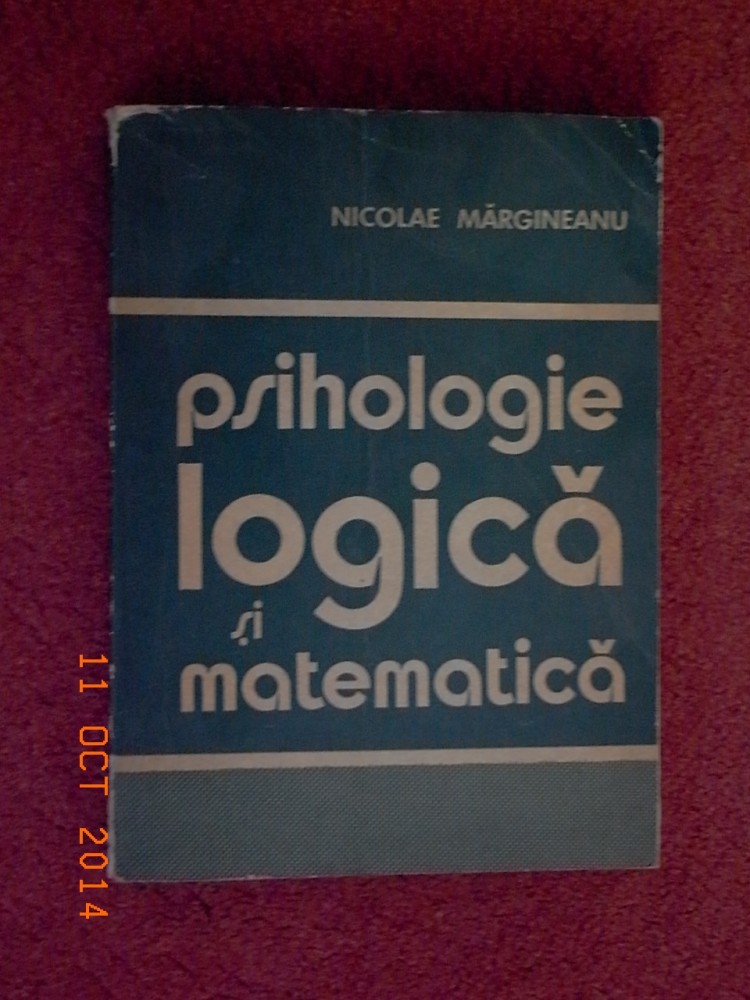 NICOLAE MĂRGINEANU
psihologie
logică
și
matematică
11 OCT 2014